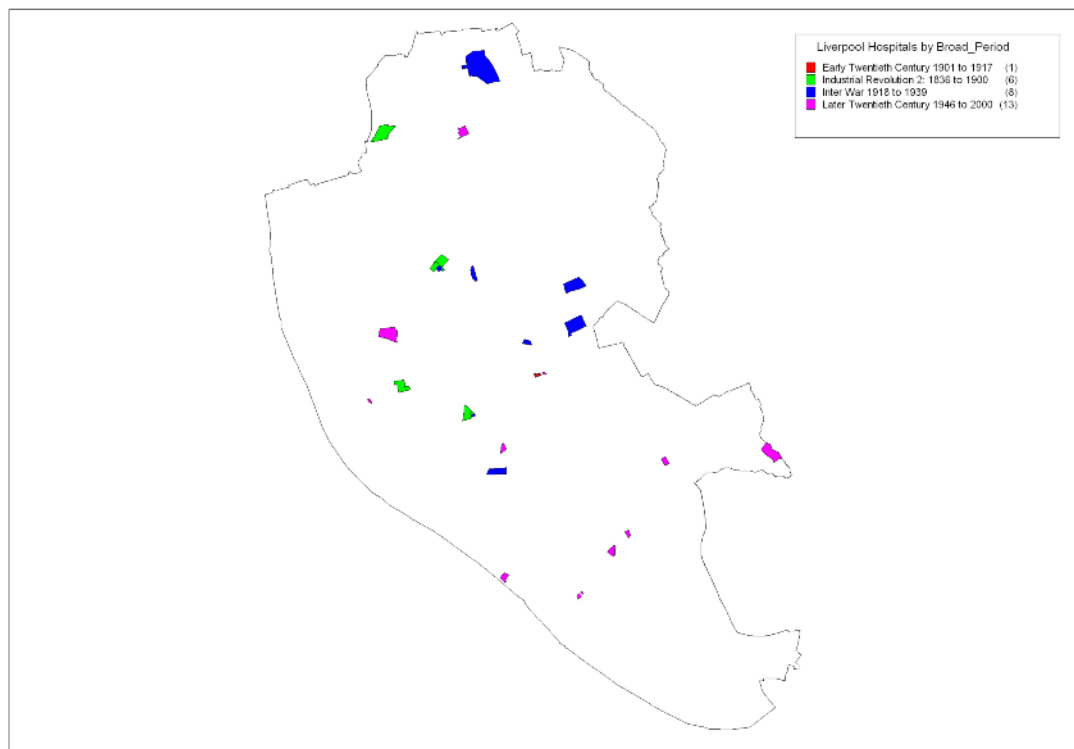 Liverpool Hospitals by Broad_Period
Early Twentieth Century 1901 to 1917 (1)
Industrial Revolution 2: 1836 to 1900 (6)
Inter War 1918 to 1939 (8)
Later Twentieth Century 1946 to 2000 (13)